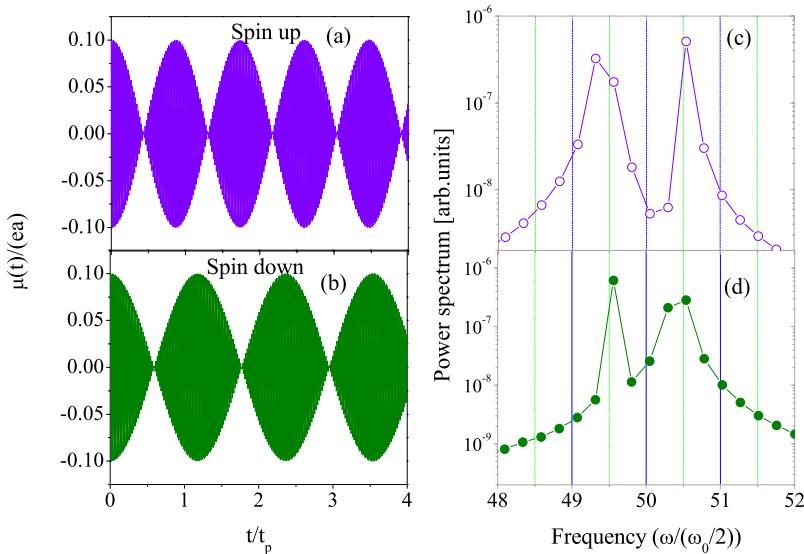 Spin up (a)
0.10
0.05
0.00
-0.05
-0.10
Spin down
(b)
0.10
0.05
0.00
-0.05
-0.10
0 1 2 3 4
μ(t)/(ea)
t/tₚ
(c)
10⁻⁶
10⁻⁷
10⁻⁸
(d)
10⁻⁶
10⁻⁷
10⁻⁸
10⁻⁹
48 49 50 51 52
Power spectrum [arb.units]
Frequency (ω/(ω₀/2))